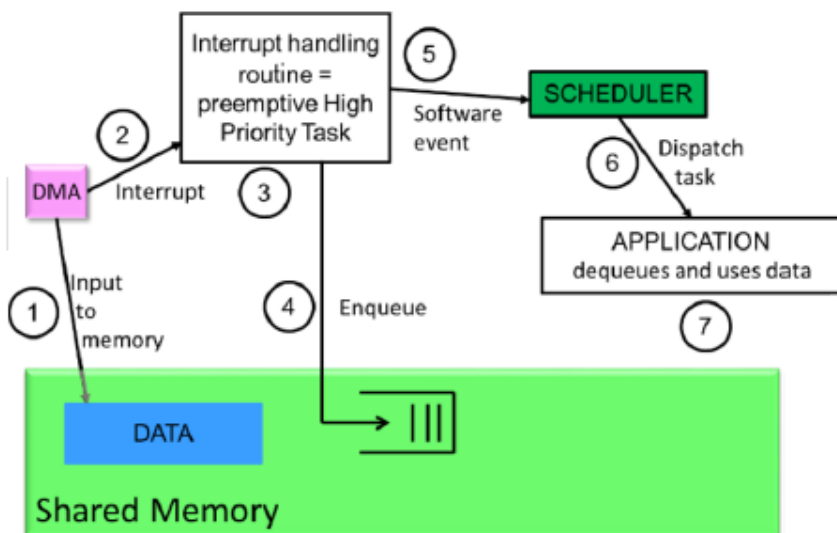 Interrupt handling
routine =
preemptive High
Priority Task
5
SCHEDULER
Software
event
2
DMA
Interrupt
3
6
Dispatch
task
APPLICATION
dequeues and uses data
1
Input
to
memory
4
Enqueue
7
DATA
Shared Memory